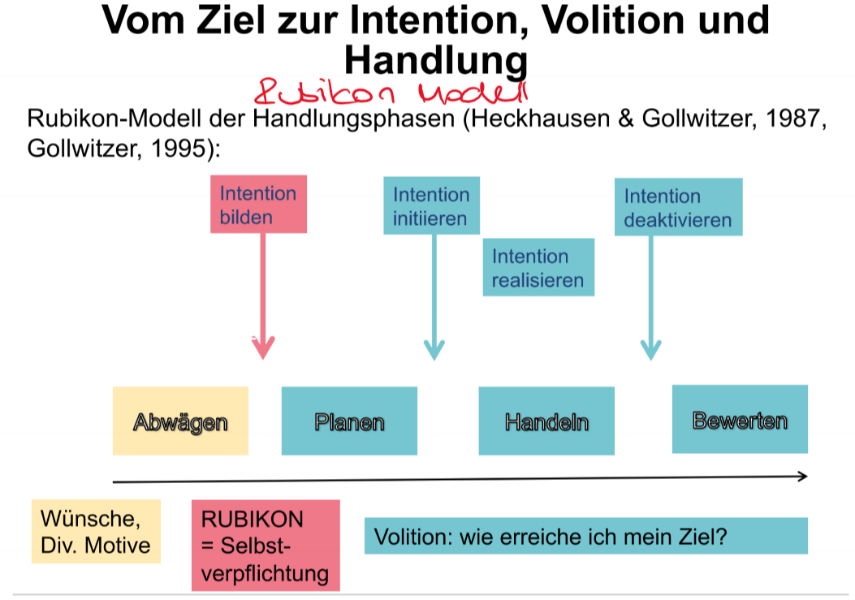 Vom Ziel zur Intention, Volition und
Handlung
Rubikon Modell
Rubikon-Modell der Handlungsphasen (Heckhausen & Gollwitzer, 1987,
Gollwitzer, 1995):
Intention
bilden
Intention
initiieren
Intention
realisieren
Intention
deaktivieren
Abwägen
Planen
Handeln
Bewerten
Wünsche,
Div. Motive
RUBIKON
= Selbst-
verpflichtung
Volition: wie erreiche ich mein Ziel?